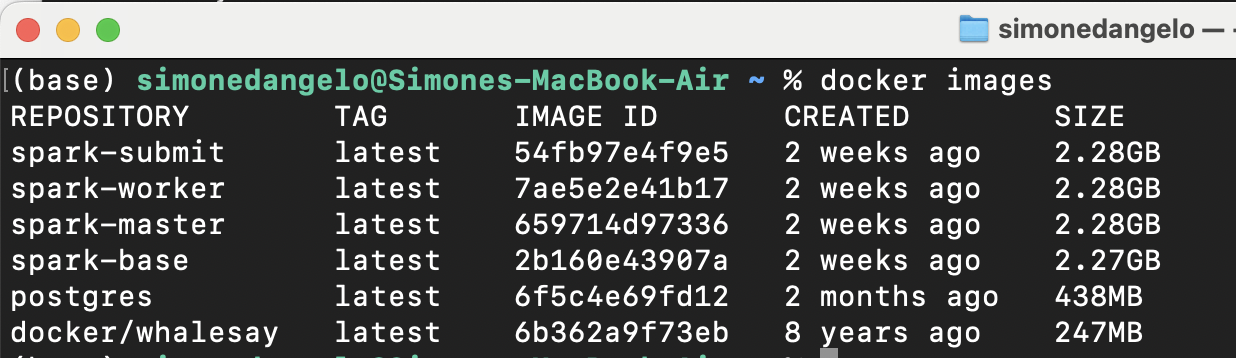 simonedangelo —
(base) simonedangelo@Simones-MacBook-Air ~ % docker images
REPOSITORY TAG IMAGE ID CREATED SIZE
spark-submit latest 54fb97e4f9e5 2 weeks ago 2.28GB
spark-worker latest 7ae5e2e41b17 2 weeks ago 2.28GB
spark-master latest 659714d97336 2 weeks ago 2.28GB
spark-base latest 2b160e43907a 2 weeks ago 2.27GB
postgres latest 6f5c4e69fd12 2 months ago 438MB
docker/whalesay latest 6b362a9f73eb 8 years ago 247MB